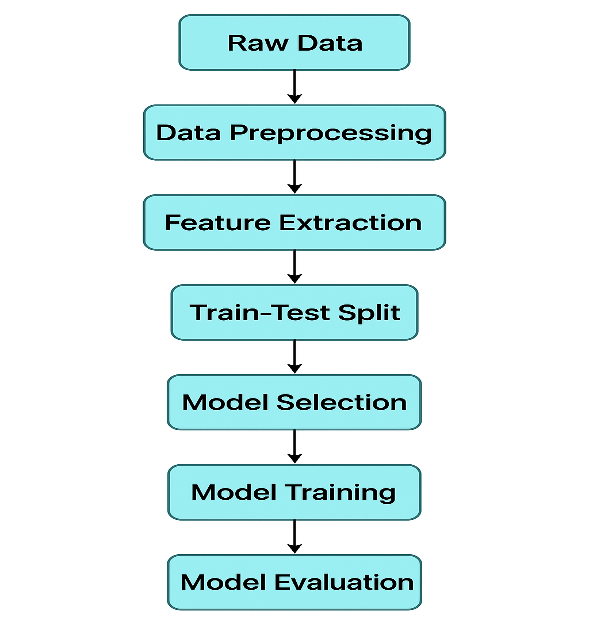 Raw Data
Data Preprocessing
Feature Extraction
Train-Test Split
Model Selection
Model Training
Model Evaluation